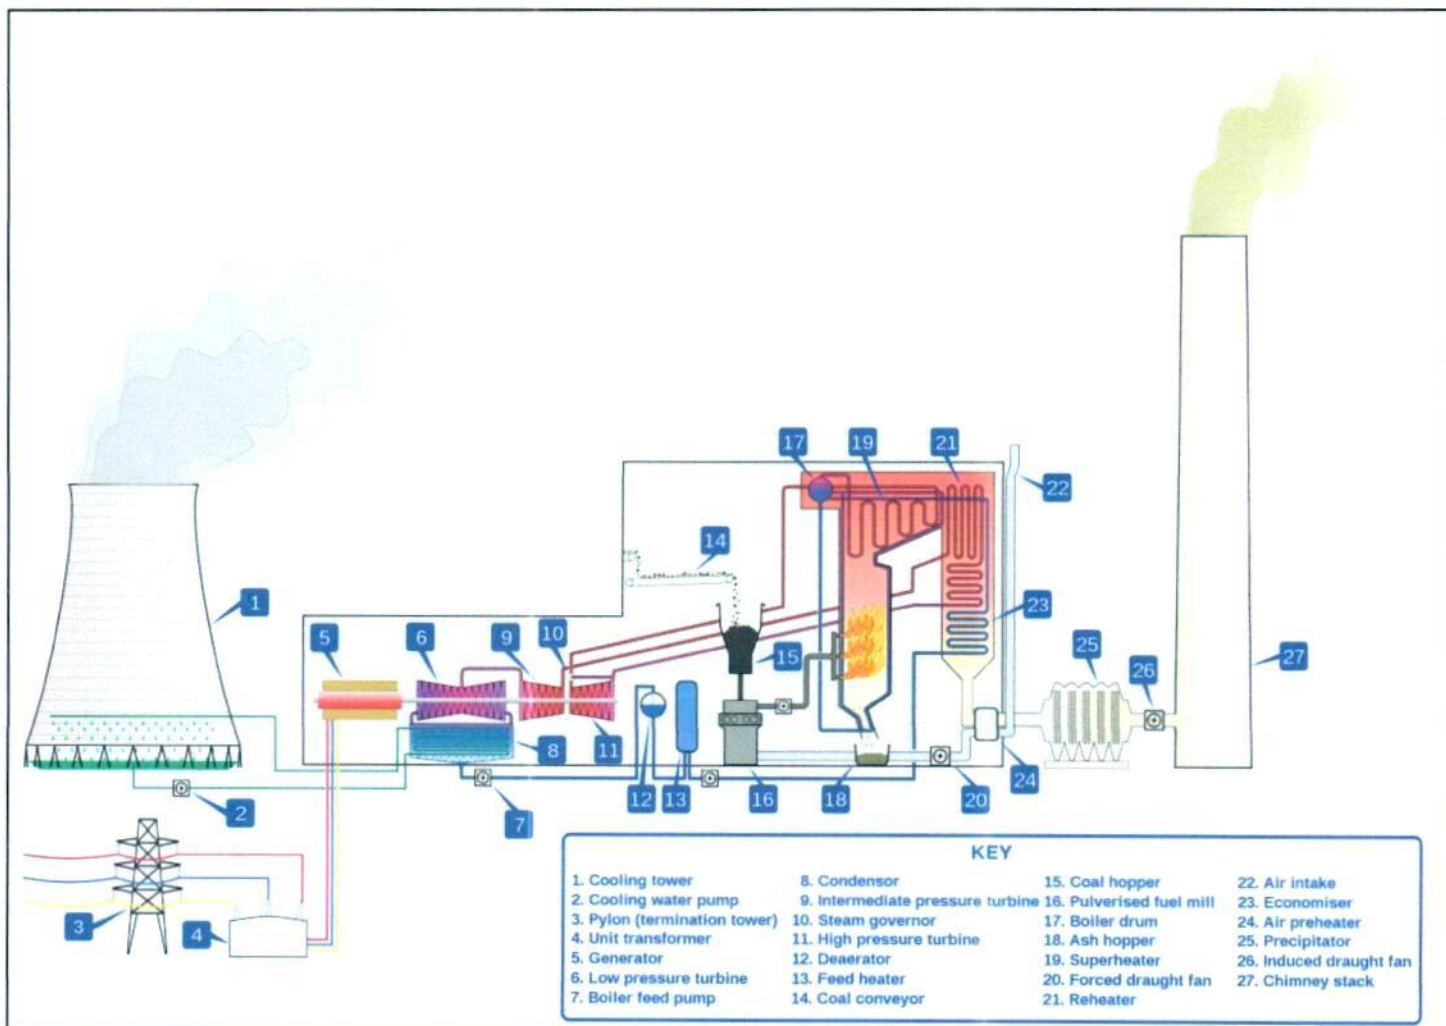 17
19
21
22
14
1
5
6
9
10
15
23
25
26
27
8
11
12
13
16
18
20
24
2
7
3
4
KEY
1. Cooling tower
2. Cooling water pump
3. Pylon (termination tower)
4. Unit transformer
5. Generator
6. Low pressure turbine
7. Boiler feed pump
8. Condensor
9. Intermediate pressure turbine
10. Steam governor
11. High pressure turbine
12. Deaerator
13. Feed heater
14. Coal conveyor
15. Coal hopper
16. Pulverised fuel mill
17. Boiler drum
18. Ash hopper
19. Superheater
20. Forced draught fan
21. Reheater
22. Air intake
23. Economiser
24. Air preheater
25. Precipitator
26. Induced draught fan
27. Chimney stack